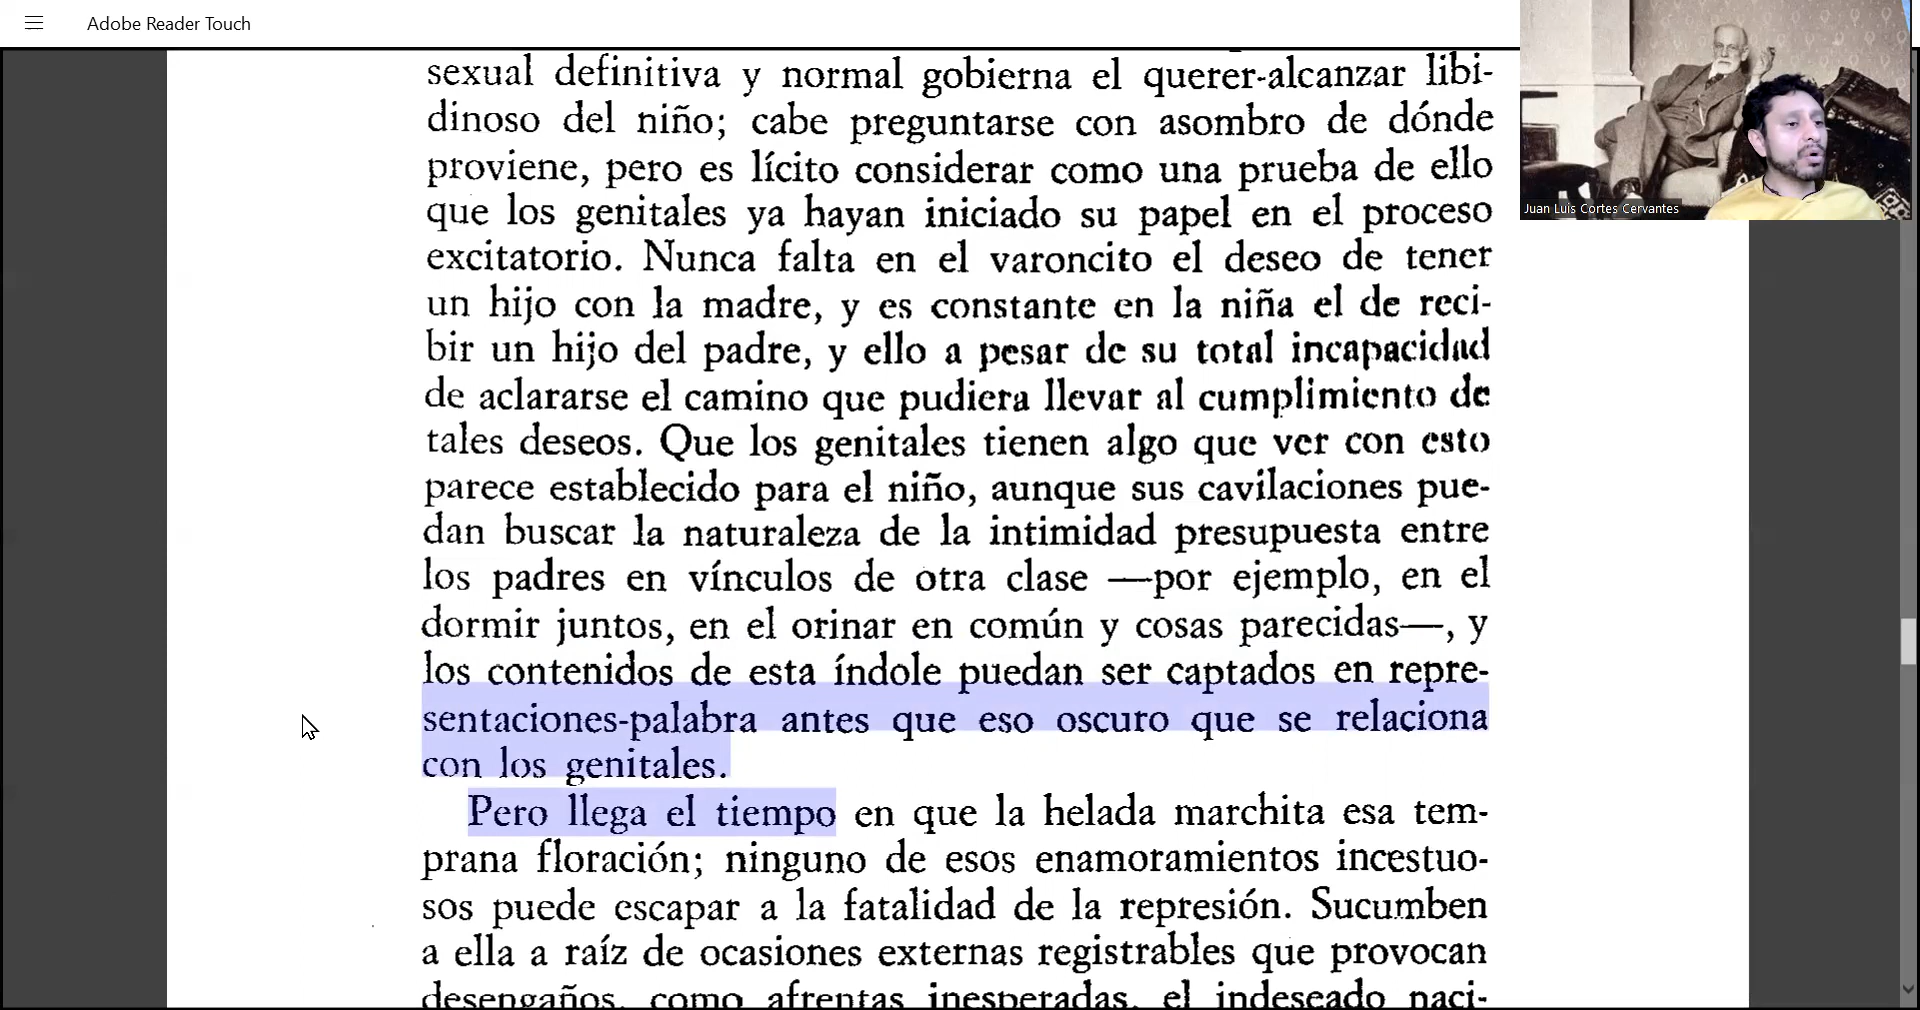 Adobe Reader Touch
sexual definitiva y normal gobierna el querer-alcanzar libi-
dinoso del niño; cabe preguntarse con asombro de dónde
proviene, pero es lícito considerar como una prueba de ello
que los genitales ya hayan iniciado su papel en el proceso
excitatorio. Nunca falta en el varoncito el deseo de tener
un hijo con la madre, y es constante en la niña el de reci-
bir un hijo del padre, y ello a pesar de su total incapacidad
de aclararse el camino que pudiera llevar al cumplimiento de
tales deseos. Que los genitales tienen algo que ver con esto
parece establecido para el niño, aunque sus cavilaciones pue-
dan buscar la naturaleza de la intimidad presupuesta entre
los padres en vínculos de otra clase —por ejemplo, en el
dormir juntos, en el orinar en común y cosas parecidas—, y
los contenidos de esta índole puedan ser captados en repre-
sentaciones-palabra antes que eso oscuro que se relaciona
con los genitales.
Pero llega el tiempo en que la helada marchita esa tem-
prana floración; ninguno de esos enamoramientos incestuo-
sos puede escapar a la fatalidad de la represión. Sucumben
a ella a raíz de ocasiones externas registrables que provocan
desengaños, como afrentas inesperadas, el indeseado naci-
Juan Luis Cortes Cervantes